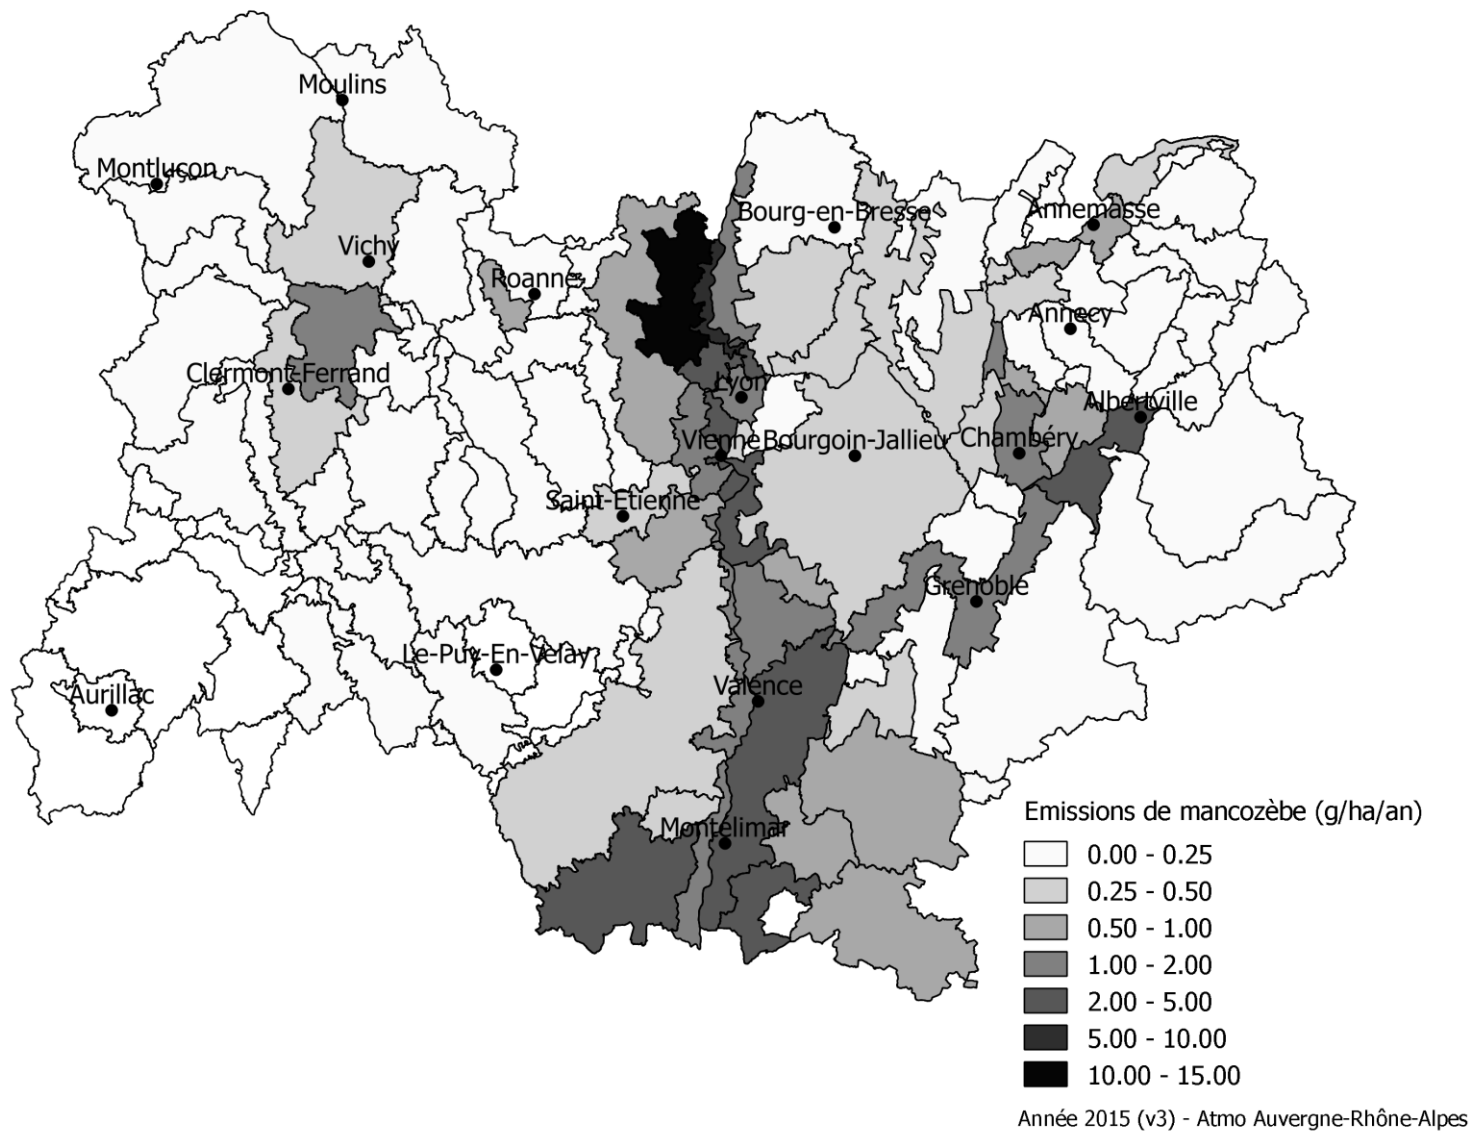 Moulins
Montluçon
Vichy
Bourg-en-Bresse
Annemasse
Roanne
Annecy
Clermont-Ferrand
Lyon
Albertville
Vienne
Bourgoin-Jallieu
Chambéry
Saint-Etienne
Grenoble
Le-Puy-En-Velay
Valence
Aurillac
Montélimar
Emissions de mancozèbe (g/ha/an)
0.00 - 0.25
0.25 - 0.50
0.50 - 1.00
1.00 - 2.00
2.00 - 5.00
5.00 - 10.00
10.00 - 15.00
Année 2015 (v3) - Atmo Auvergne-Rhône-Alpes